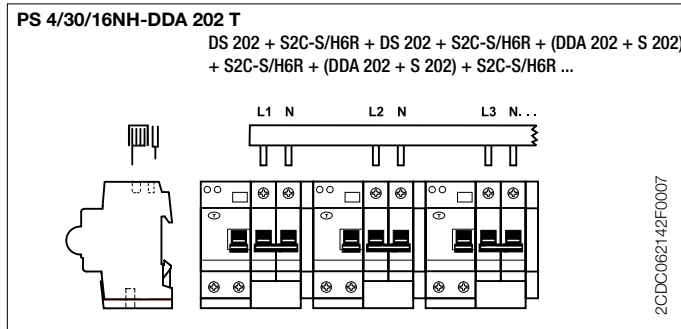 PS 4/30/16NH-DDA 202 T
DS 202 + S2C-S/H6R + DS 202 + S2C-S/H6R + (DDA 202 + S 202)
+ S2C-S/H6R + (DDA 202 + S 202) + S2C-S/H6R ...
L1 N L2 N L3 N. . .
T T T
2CDC062142F0007